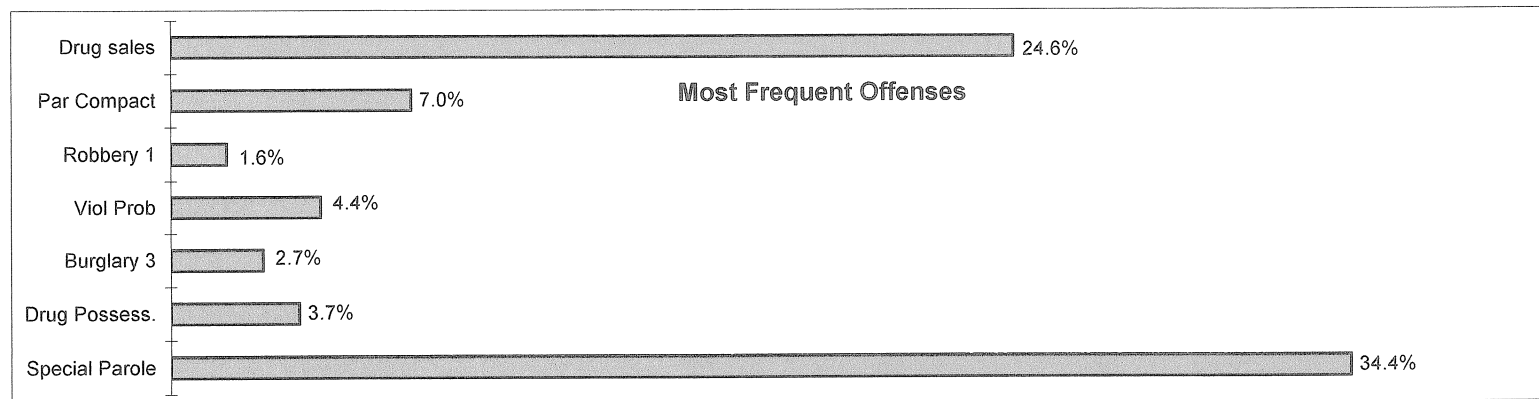 Most Frequent Offenses
Drug sales 24.6%
Par Compact 7.0%
Robbery 1 1.6%
Viol Prob 4.4%
Burglary 3 2.7%
Drug Possess. 3.7%
Special Parole 34.4%